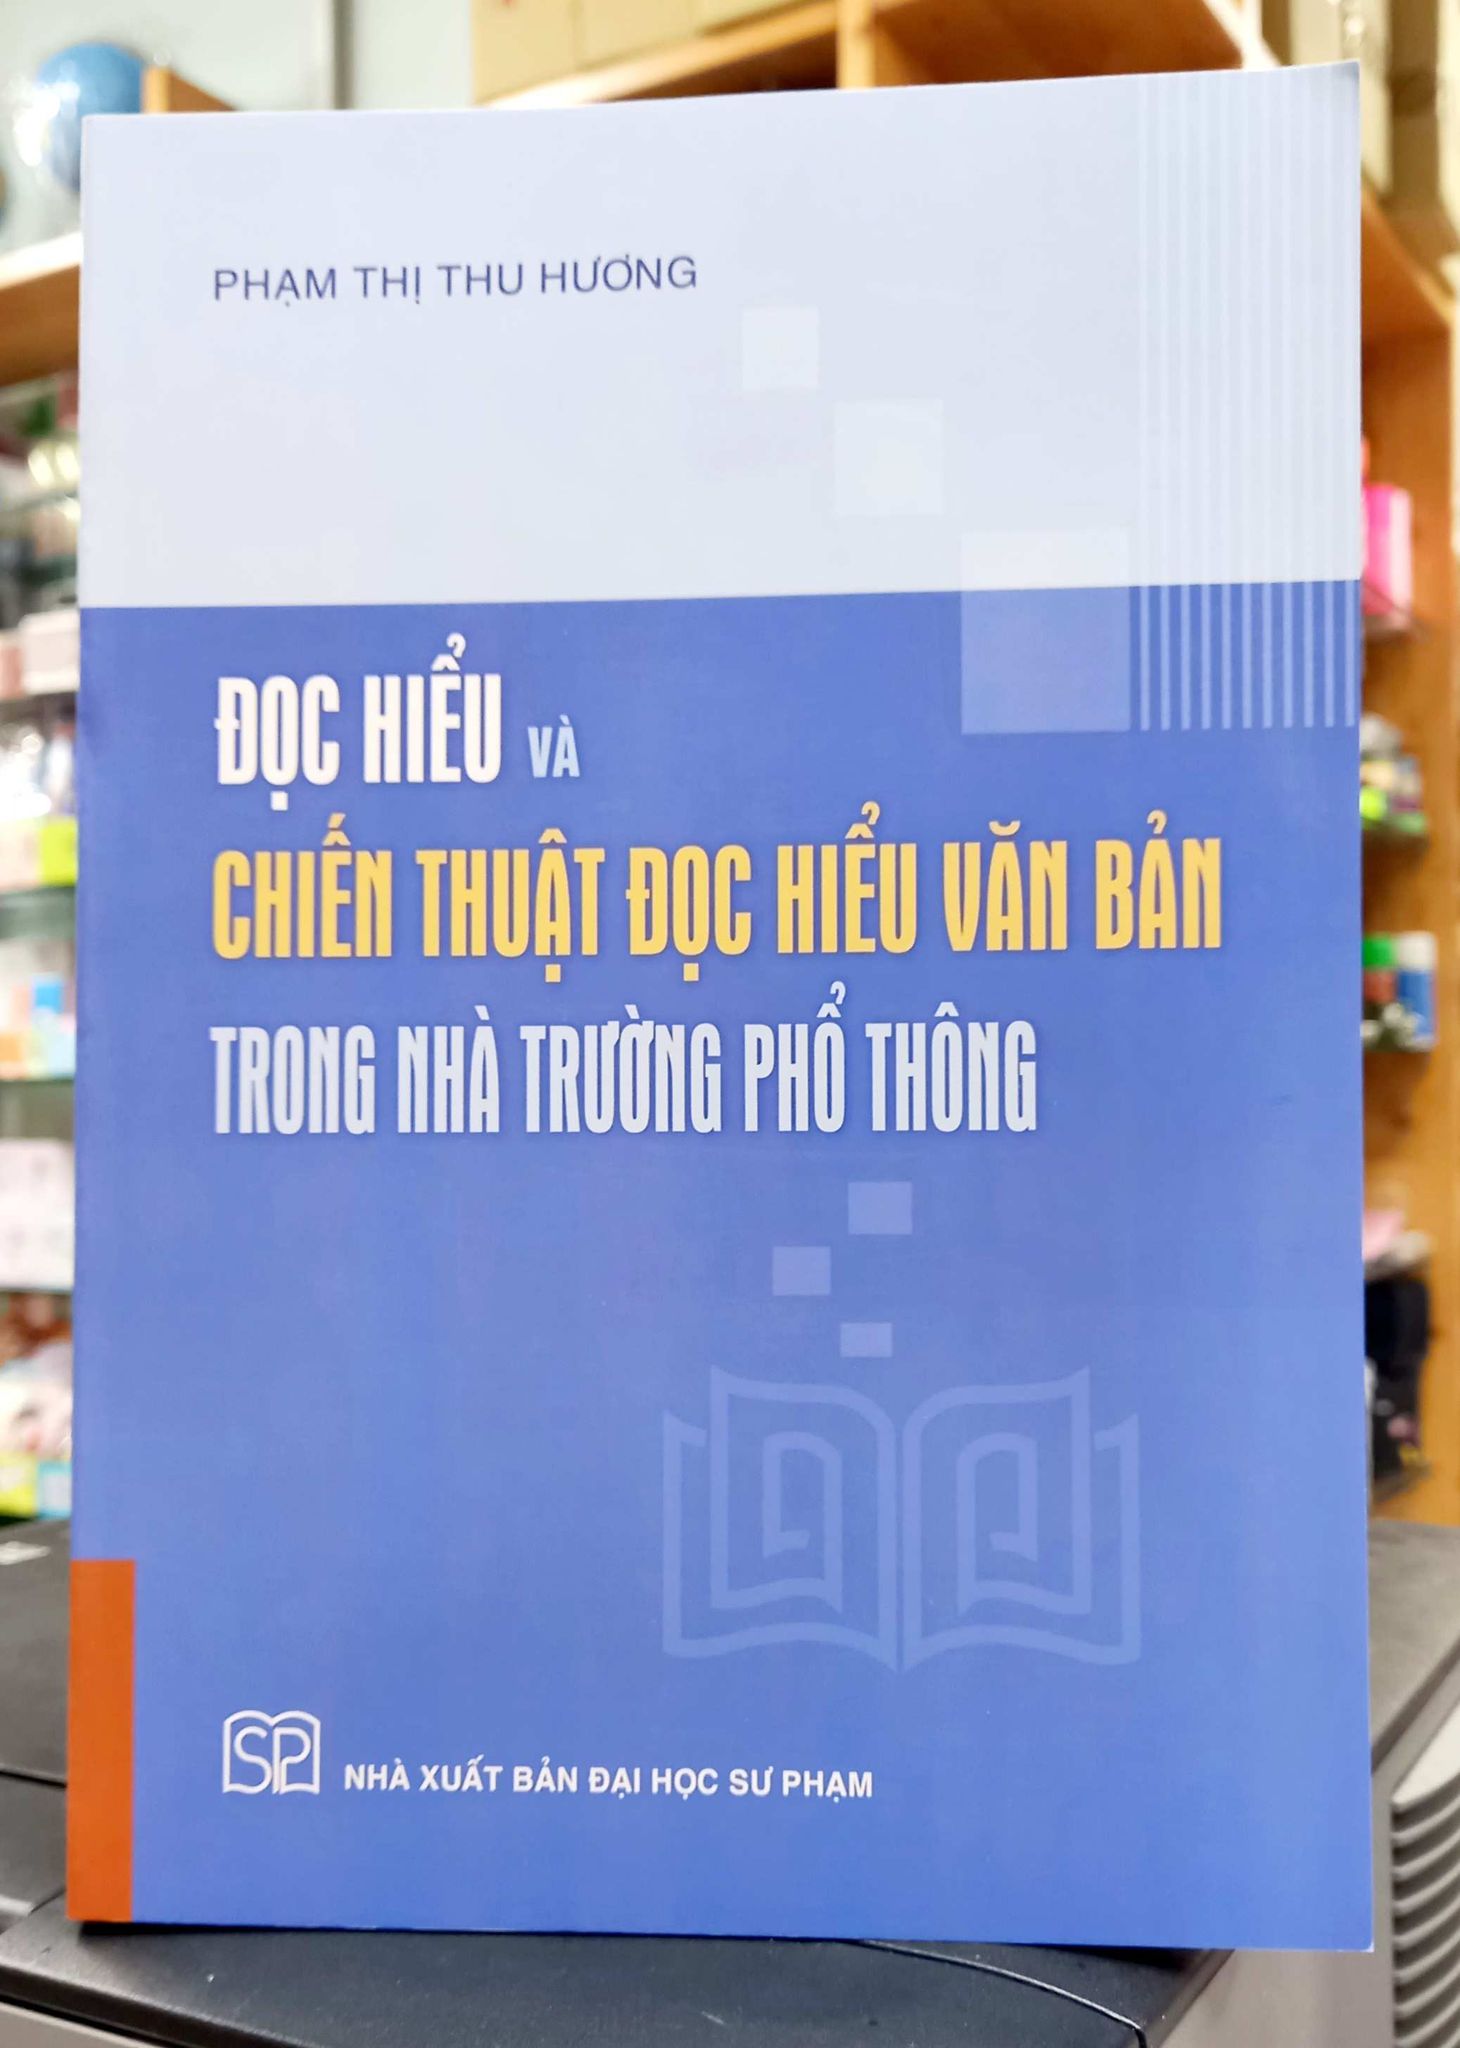 PHẠM THỊ THU HƯƠNG
ĐỌC HIỂU VÀ
CHIẾN THUẬT ĐỌC HIỂU VĂN BẢN
TRONG NHÀ TRƯỜNG PHỔ THÔNG
SP NHÀ XUẤT BẢN ĐẠI HỌC SƯ PHẠM